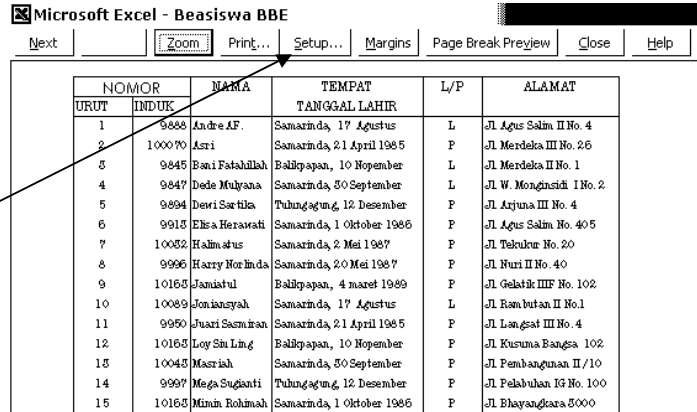 Microsoft Excel - Beasiswa BBE
Next Zoom Print... Setup... Margins Page Break Preview Close Help
NOMOR NAMA TEMPAT L/P ALAMAT
URUT INDUK TANGGAL LAHIR
1 9888 Andre AF. Samarinda, 17 Agustus L Jl. Agus Salim II No. 4
2 100070 Asri Samarinda, 21 April 1985 P Jl. Merdeka III No. 26
3 9845 Bani Fatahillah Balikpapan, 10 Nopember L Jl. Merdeka II No. 1
4 9847 Dede Mulyana Samarinda, 30 September L Jl. W. Monginsidi I No. 2
5 9894 Dewi Sartika Tulungagung, 12 Desember P Jl. Arjuna III No. 4
6 9913 Elisa Herawati Samarinda, 1 Oktober 1986 P Jl. Agus Salim No. 405
7 10032 Halimatus Samarinda, 2 Mei 1987 P Jl. Tekukur No. 20
8 9996 Harry Norlinda Samarinda, 20 Mei 1987 P Jl. Nuri II No. 40
9 10163 Jamiatul Balikpapan, 4 maret 1989 P Jl. Gelatik IIIF No. 102
10 10089 Joniansyah Samarinda, 17 Agustus L Jl. Rambutan II No.1
11 9950 Juari Sasmiran Samarinda, 21 April 1985 P Jl. Langsat III No. 4
12 10163 Loy Siu Ling Balikpapan, 10 Nopember P Jl. Kusuma Bangsa 102
13 10043 Masriah Samarinda, 30 September P Jl. Pembangunan II/10
14 9997 Mega Sugianti Tulungagung, 12 Desember P Jl. Pelabuhan IG No. 100
15 10163 Mimin Rohimah Samarinda, 1 Oktober 1986 P Jl. Bhayangkara 3000